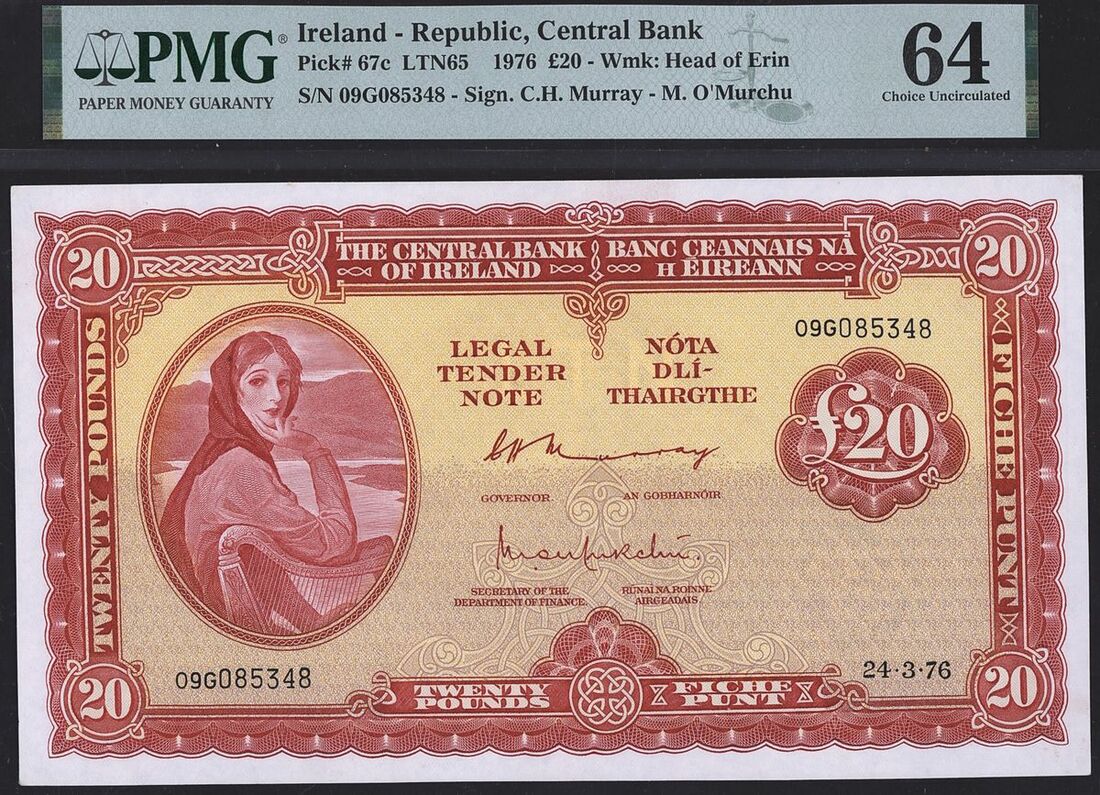 PMG®
PAPER MONEY GUARANTY
Ireland - Republic, Central Bank
Pick# 67c LTN65 1976 £20 - Wmk: Head of Erin
S/N 09G085348 - Sign. C.H. Murray - M. O'Murchu
64
Choice Uncirculated
20
THE CENTRAL BANK OF IRELAND
BANC CEANNAIS NA H ÉIREANN
20
TWENTY POUNDS
FICHE PUNT
LEGAL TENDER NOTE
NÓTA DLÍ-THAIRGTHE
09G085348
£20
CH Murray
GOVERNOR
AN GOBHARNÓIR
SECRETARY OF THE DEPARTMENT OF FINANCE.
RÚNAÍ NA ROINNE AIRGEADAIS
09G085348
24·3·76
20
TWENTY POUNDS
FICHE PUNT
20